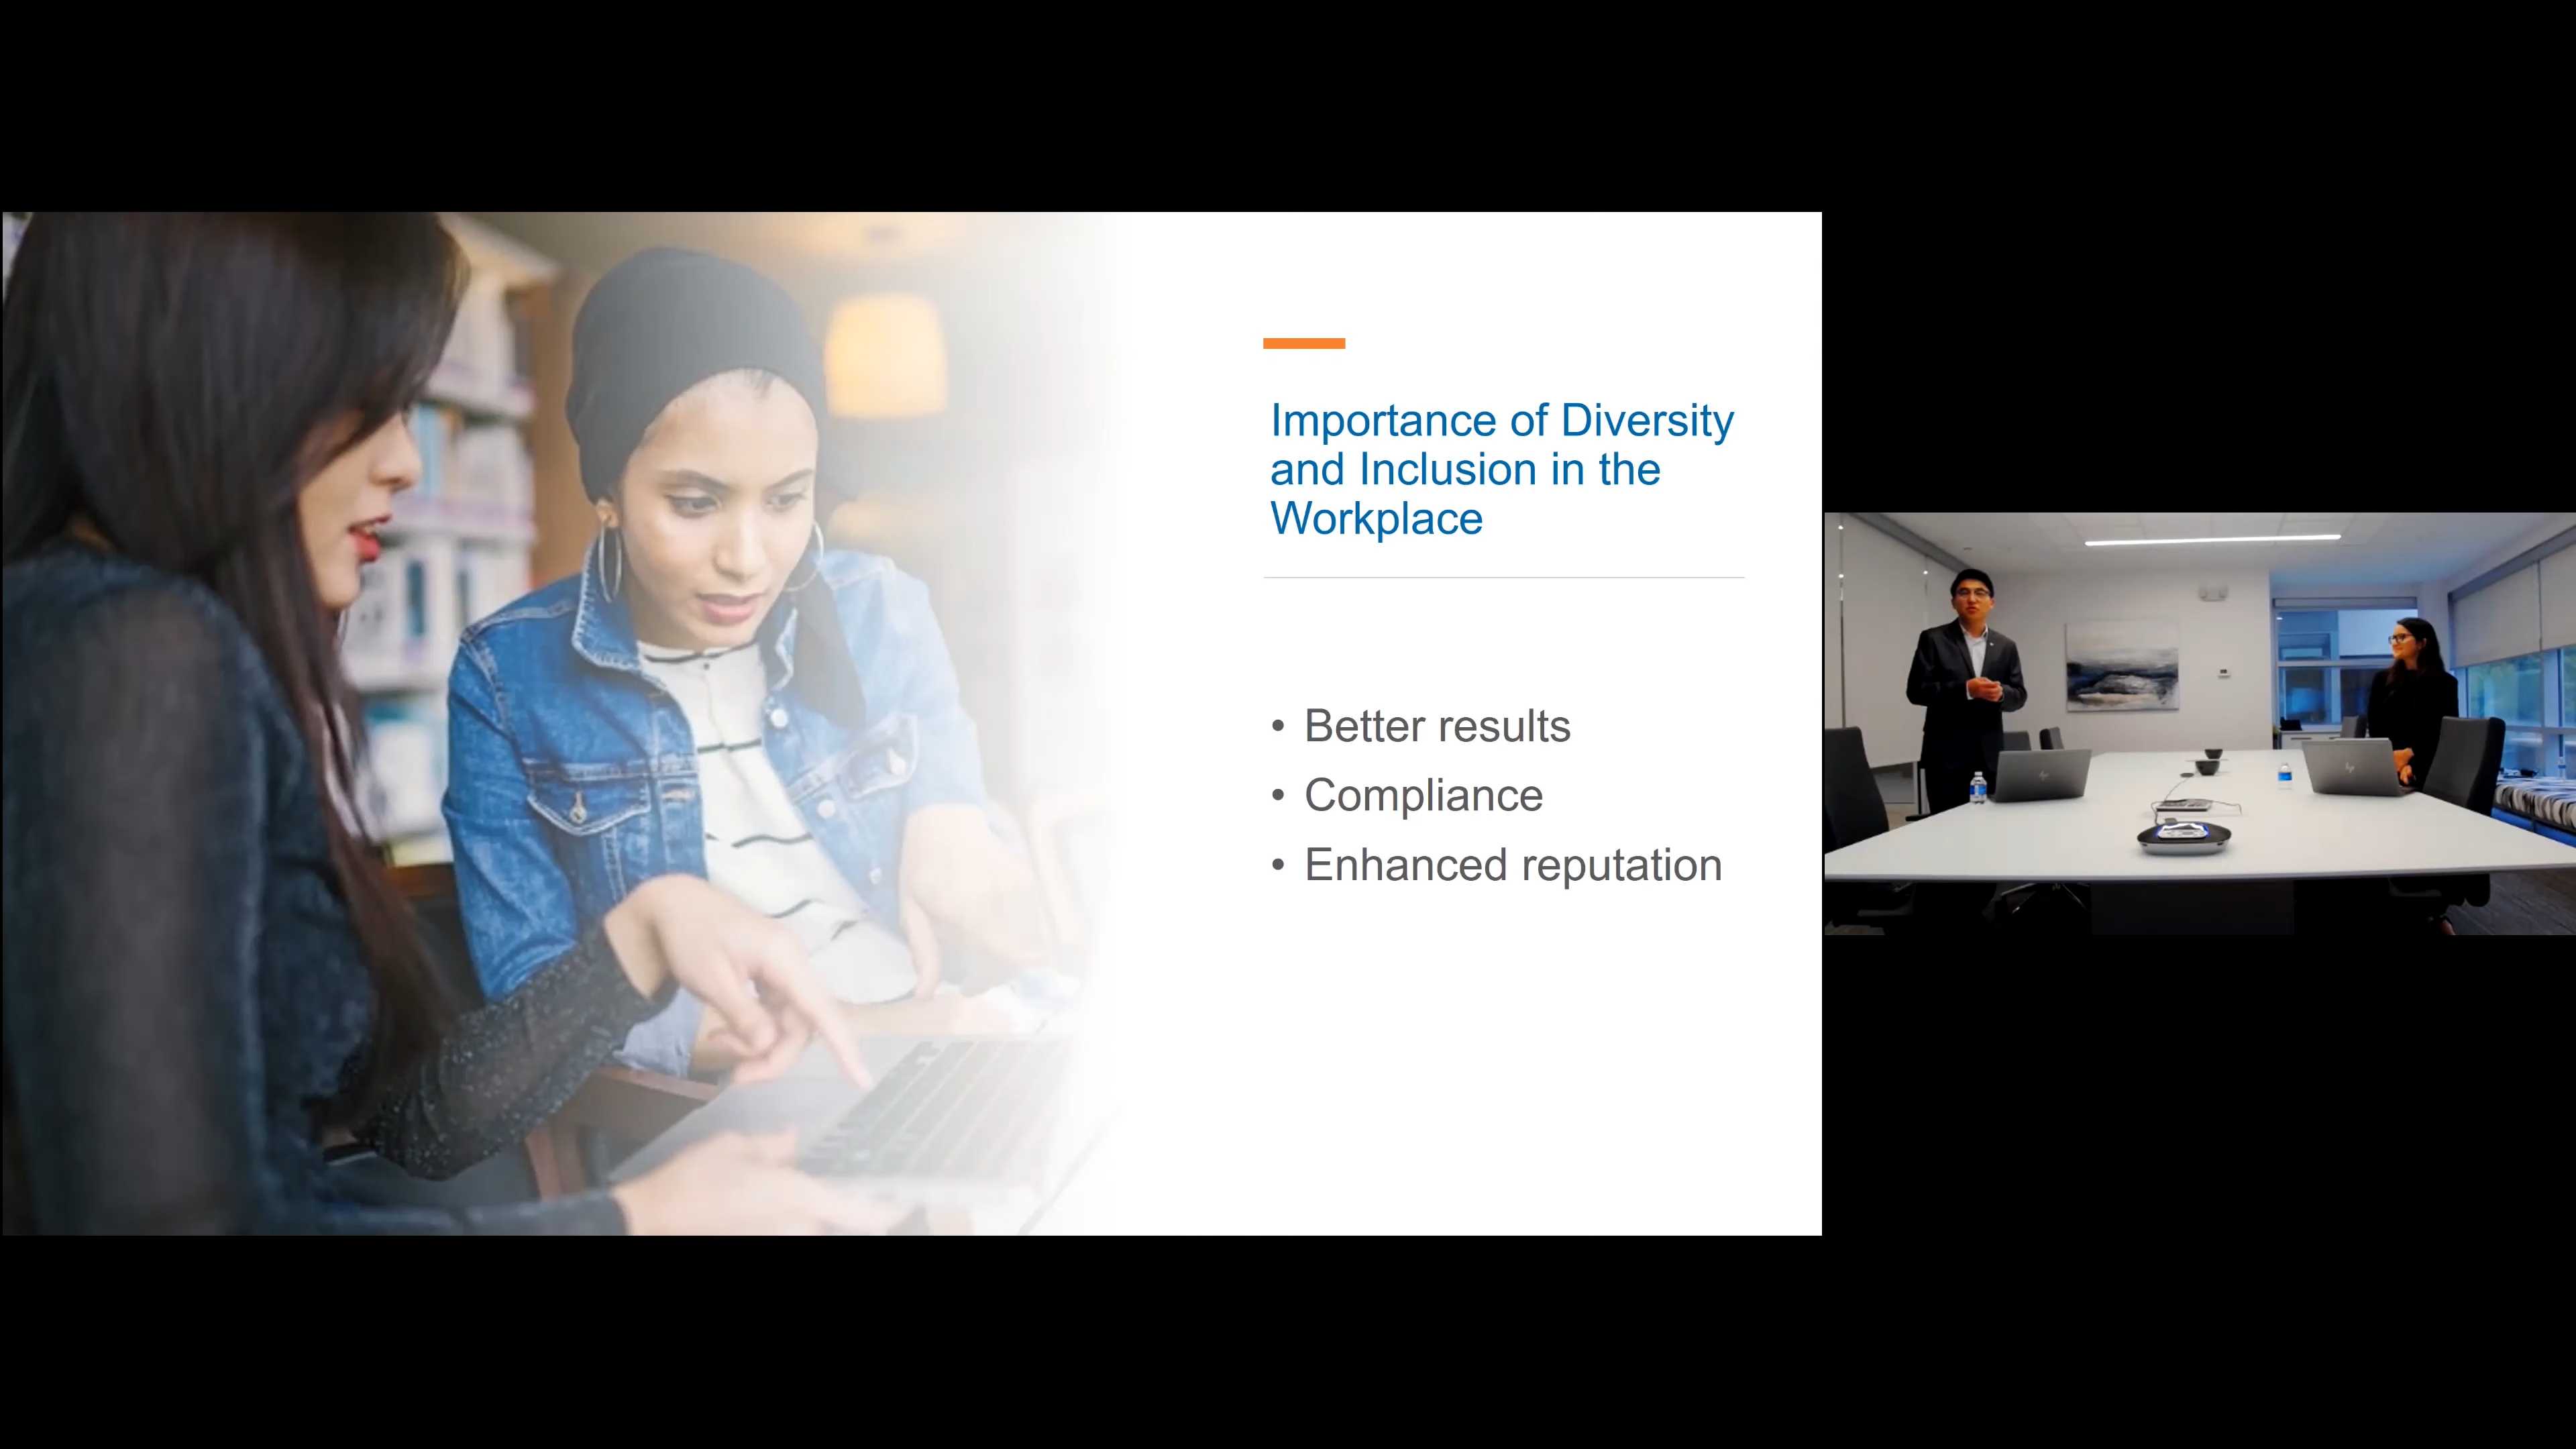 Importance of Diversity
and Inclusion in the
Workplace
• Better results
• Compliance
• Enhanced reputation